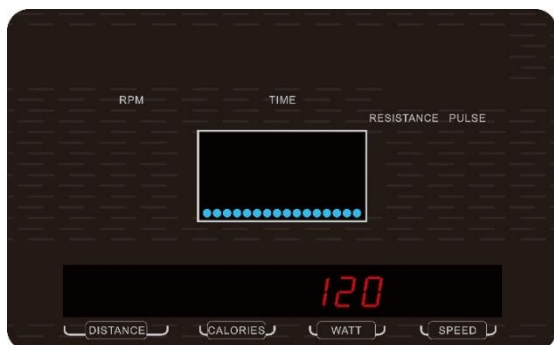 RPM TIME
RESISTANCE PULSE
120
DISTANCE CALORIES WATT SPEED